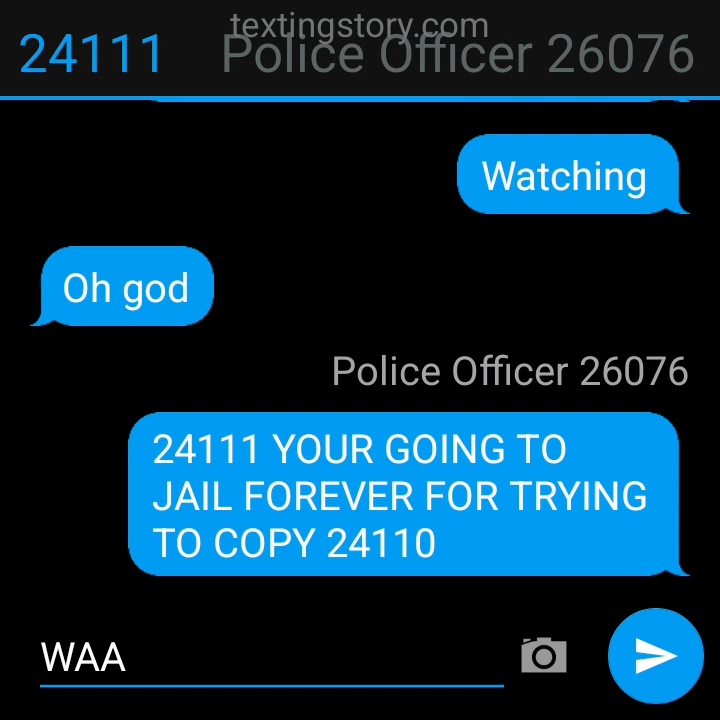 textingstory.com
24111 Police Officer 26076
Watching
Oh god
Police Officer 26076
24111 YOUR GOING TO
JAIL FOREVER FOR TRYING
TO COPY 24110
WAA